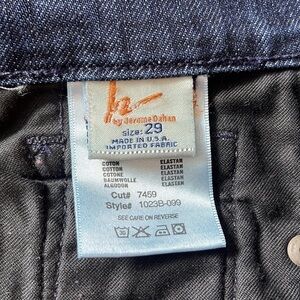 by Jerome Dahan
size: 29
MADE IN U.S.A.
IMPORTED FABRIC
COTON ELASTAN
COTTON ELASTAN
COTONE ELASTAN
BAUMWOLLE ELASTAN
ALGODON ELASTAN
Cut# 7459
Style# 1023B-099
SEE CARE ON REVERSE